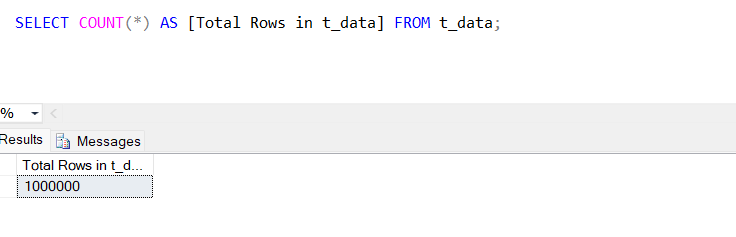 SELECT COUNT(*) AS [Total Rows in t_data] FROM t_data;
%
Results Messages
Total Rows in t_d...
1000000